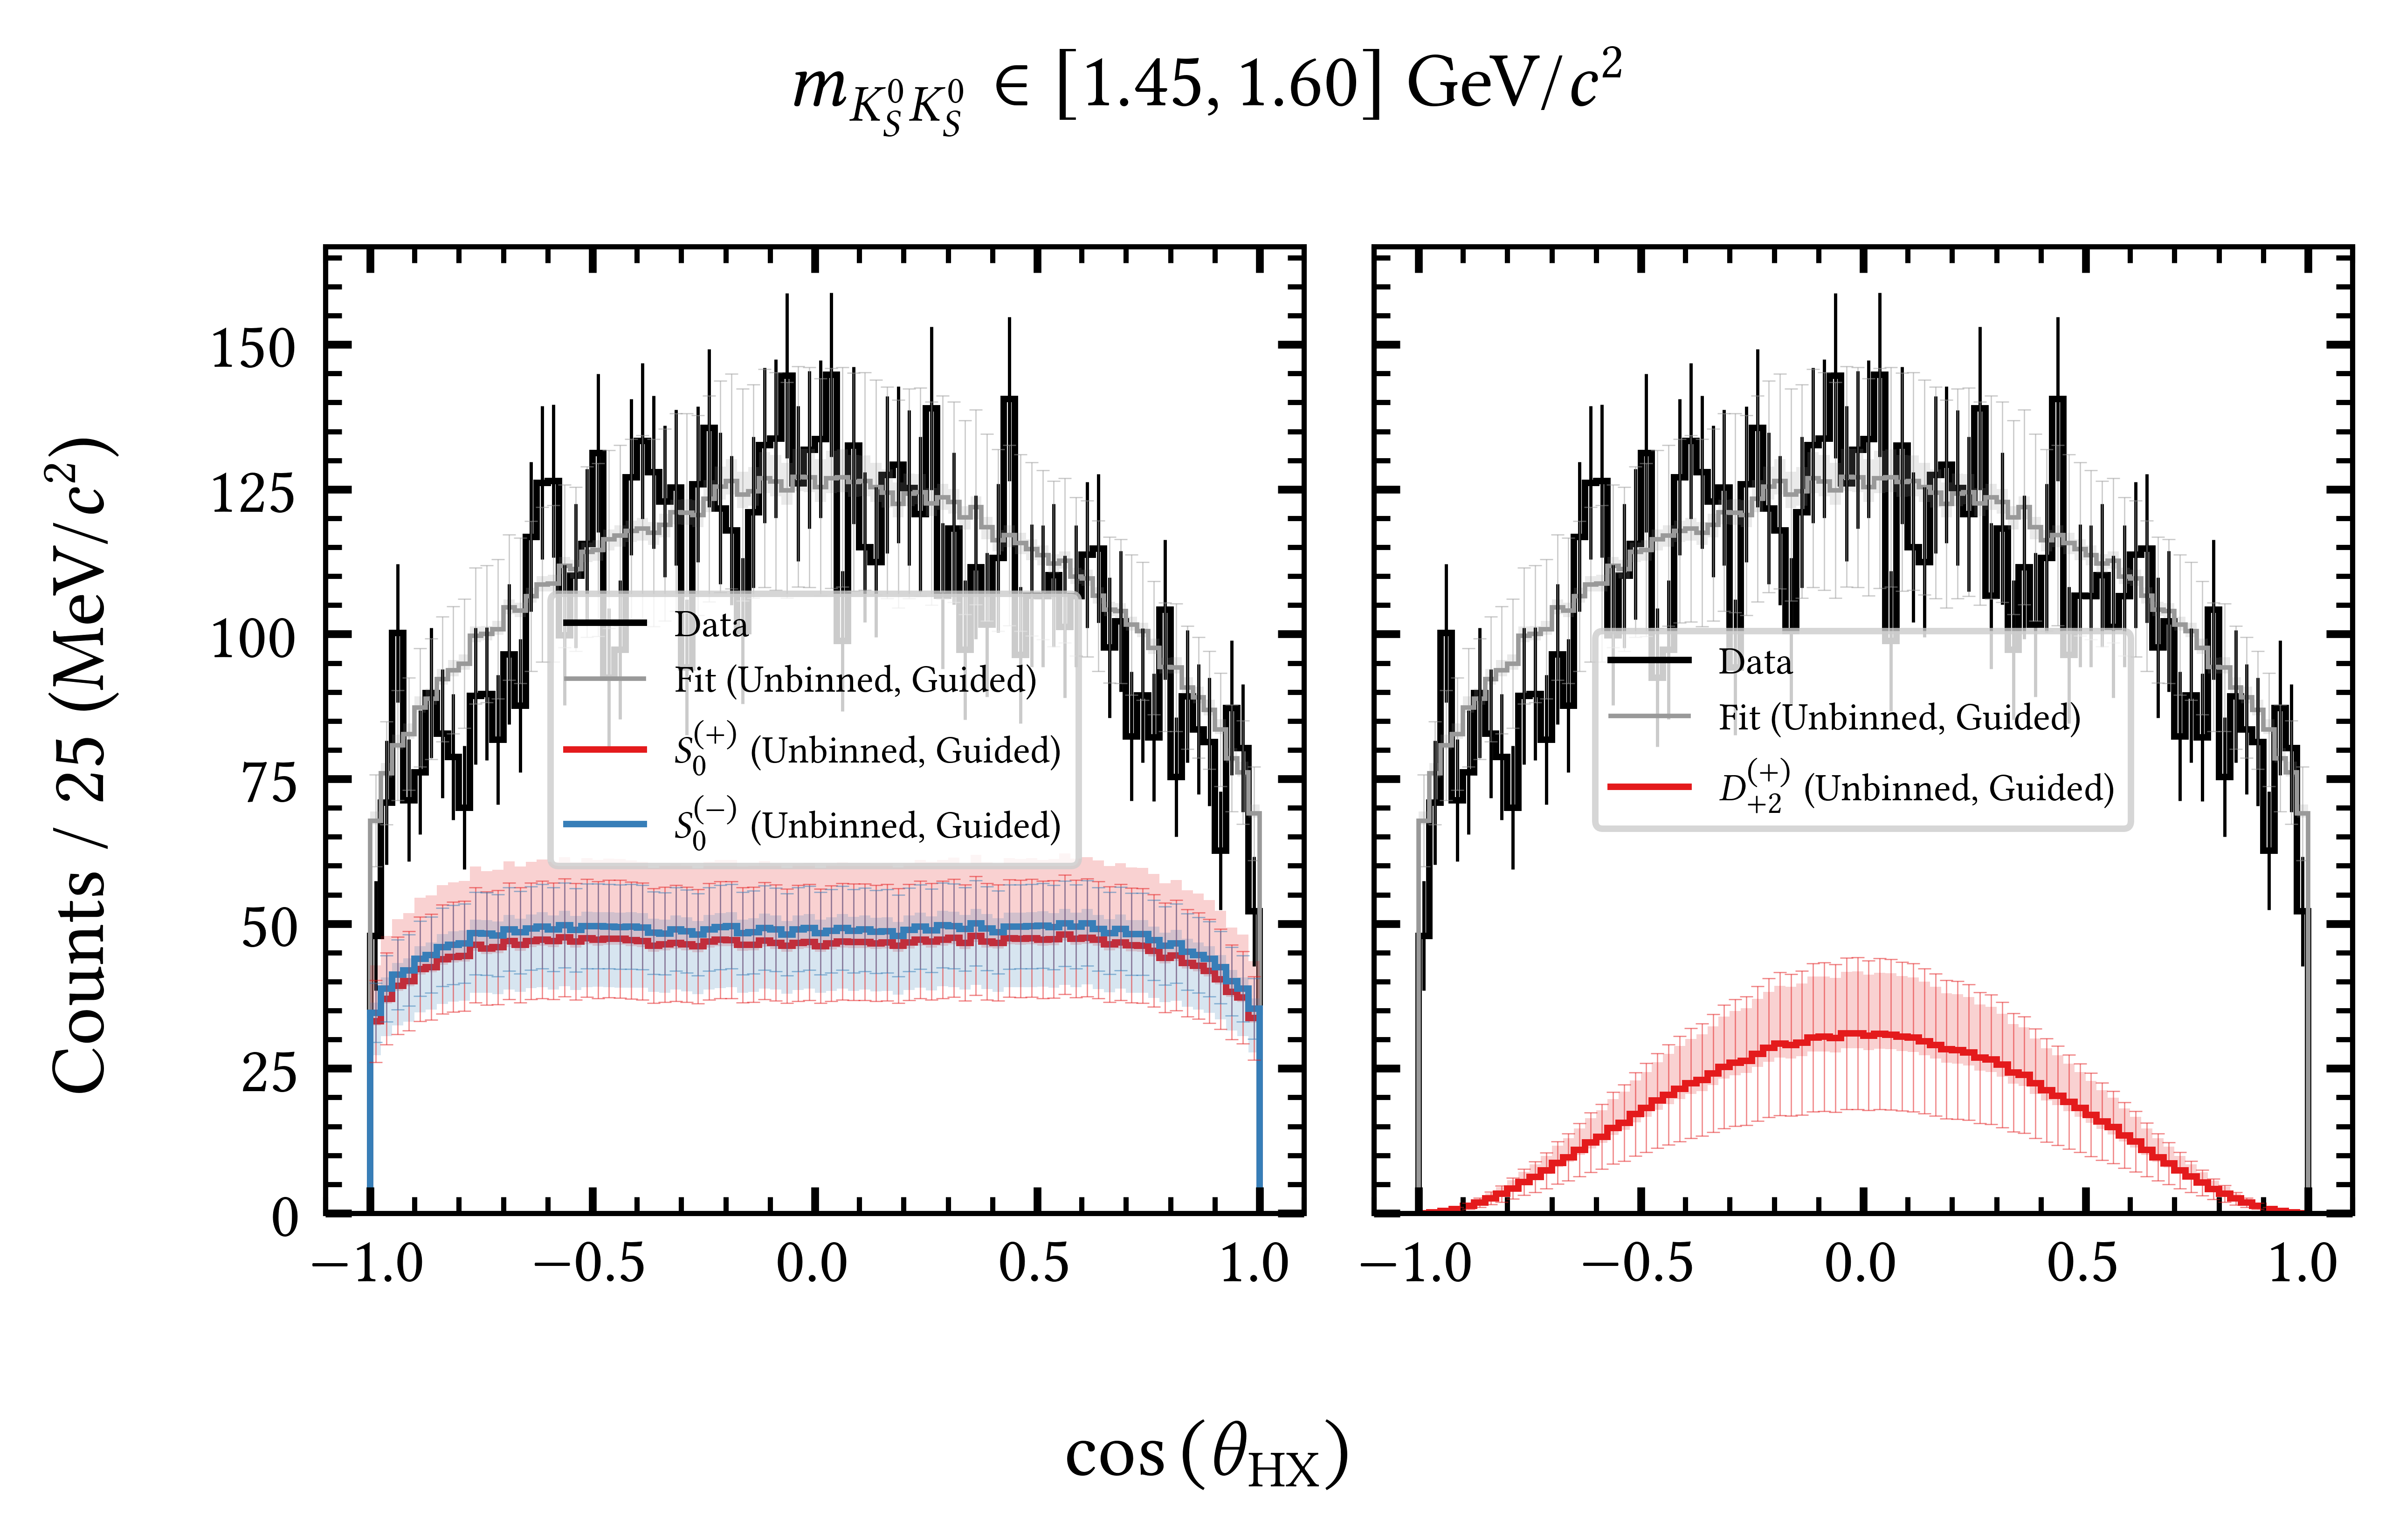 m_{K_S^0 K_S^0} ∈ [1.45, 1.60] GeV/c²
Counts / 25 (MeV/c²)
150
125
100
75
50
25
0
Data
Fit (Unbinned, Guided)
S_0^{(+)} (Unbinned, Guided)
S_0^{(−)} (Unbinned, Guided)
−1.0
−0.5
0.0
0.5
1.0
Data
Fit (Unbinned, Guided)
D_{+2}^{(+)} (Unbinned, Guided)
−1.0
−0.5
0.0
0.5
1.0
cos (θ_{HX})